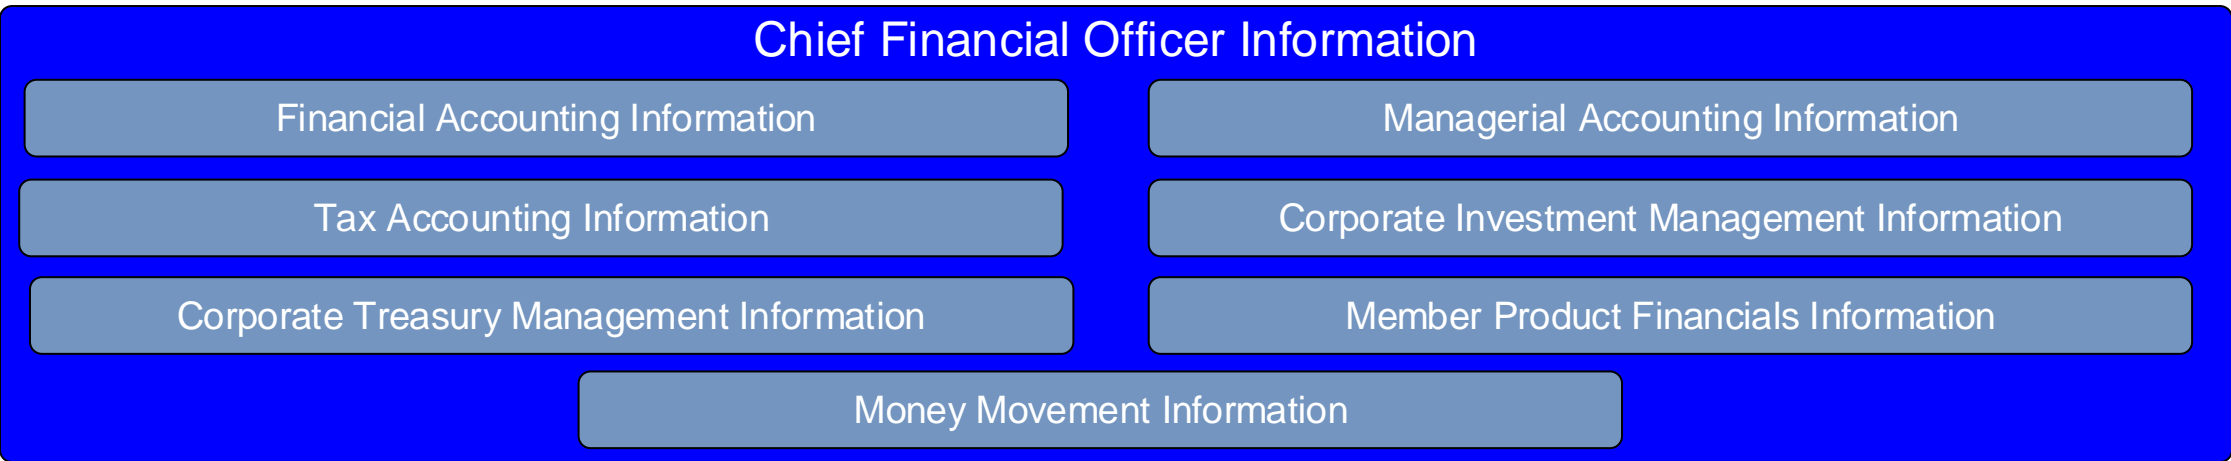 Chief Financial Officer Information
Financial Accounting Information
Managerial Accounting Information
Tax Accounting Information
Corporate Investment Management Information
Corporate Treasury Management Information
Member Product Financials Information
Money Movement Information